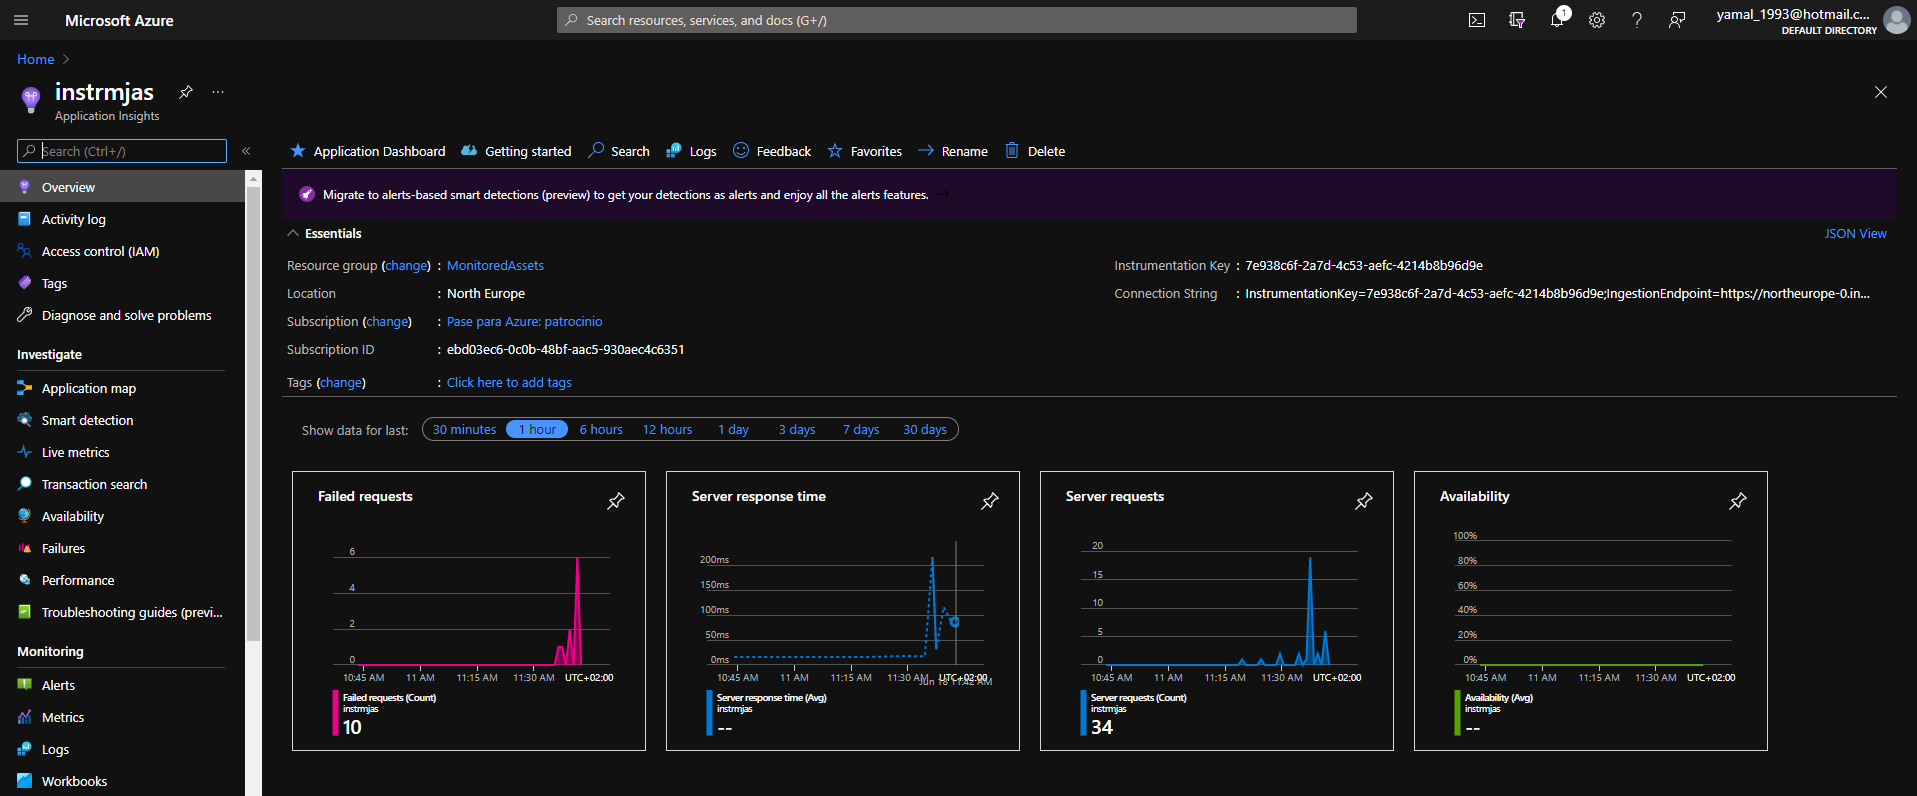 Microsoft Azure
Search resources, services, and docs (G+/)
1
yamal_1993@hotmail.c...
DEFAULT DIRECTORY
Home
instrmjas
Application Insights
Search (Ctrl+/)
Overview
Activity log
Access control (IAM)
Tags
Diagnose and solve problems
Investigate
Application map
Smart detection
Live metrics
Transaction search
Availability
Failures
Performance
Troubleshooting guides (previ...
Monitoring
Alerts
Metrics
Logs
Workbooks
Application Dashboard
Getting started
Search
Logs
Feedback
Favorites
Rename
Delete
Migrate to alerts-based smart detections (preview) to get your detections as alerts and enjoy all the alerts features.
Essentials
JSON View
Resource group (change) : MonitoredAssets
Location : North Europe
Subscription (change) : Pase para Azure: patrocinio
Subscription ID : ebd03ec6-0c0b-48bf-aac5-930aec4c6351
Tags (change) : Click here to add tags
Instrumentation Key : 7e938c6f-2a7d-4c53-aefc-4214b8b96d9e
Connection String : InstrumentationKey=7e938c6f-2a7d-4c53-aefc-4214b8b96d9e;IngestionEndpoint=https://northeurope-0.in...
Show data for last: 30 minutes 1 hour 6 hours 12 hours 1 day 3 days 7 days 30 days
Failed requests
6
4
2
0
10:45 AM 11 AM 11:15 AM 11:30 AM UTC+02:00
Failed requests (Count)
instrmjas
10
Server response time
200ms
150ms
100ms
50ms
0ms
10:45 AM 11 AM 11:15 AM 11:30 AM UTC+02:00
Jun 18 11:42 AM
Server response time (Avg)
instrmjas
--
Server requests
20
15
10
5
0
10:45 AM 11 AM 11:15 AM 11:30 AM UTC+02:00
Server requests (Count)
instrmjas
34
Availability
100%
80%
60%
40%
20%
0%
10:45 AM 11 AM 11:15 AM 11:30 AM UTC+02:00
Availability (Avg)
instrmjas
--